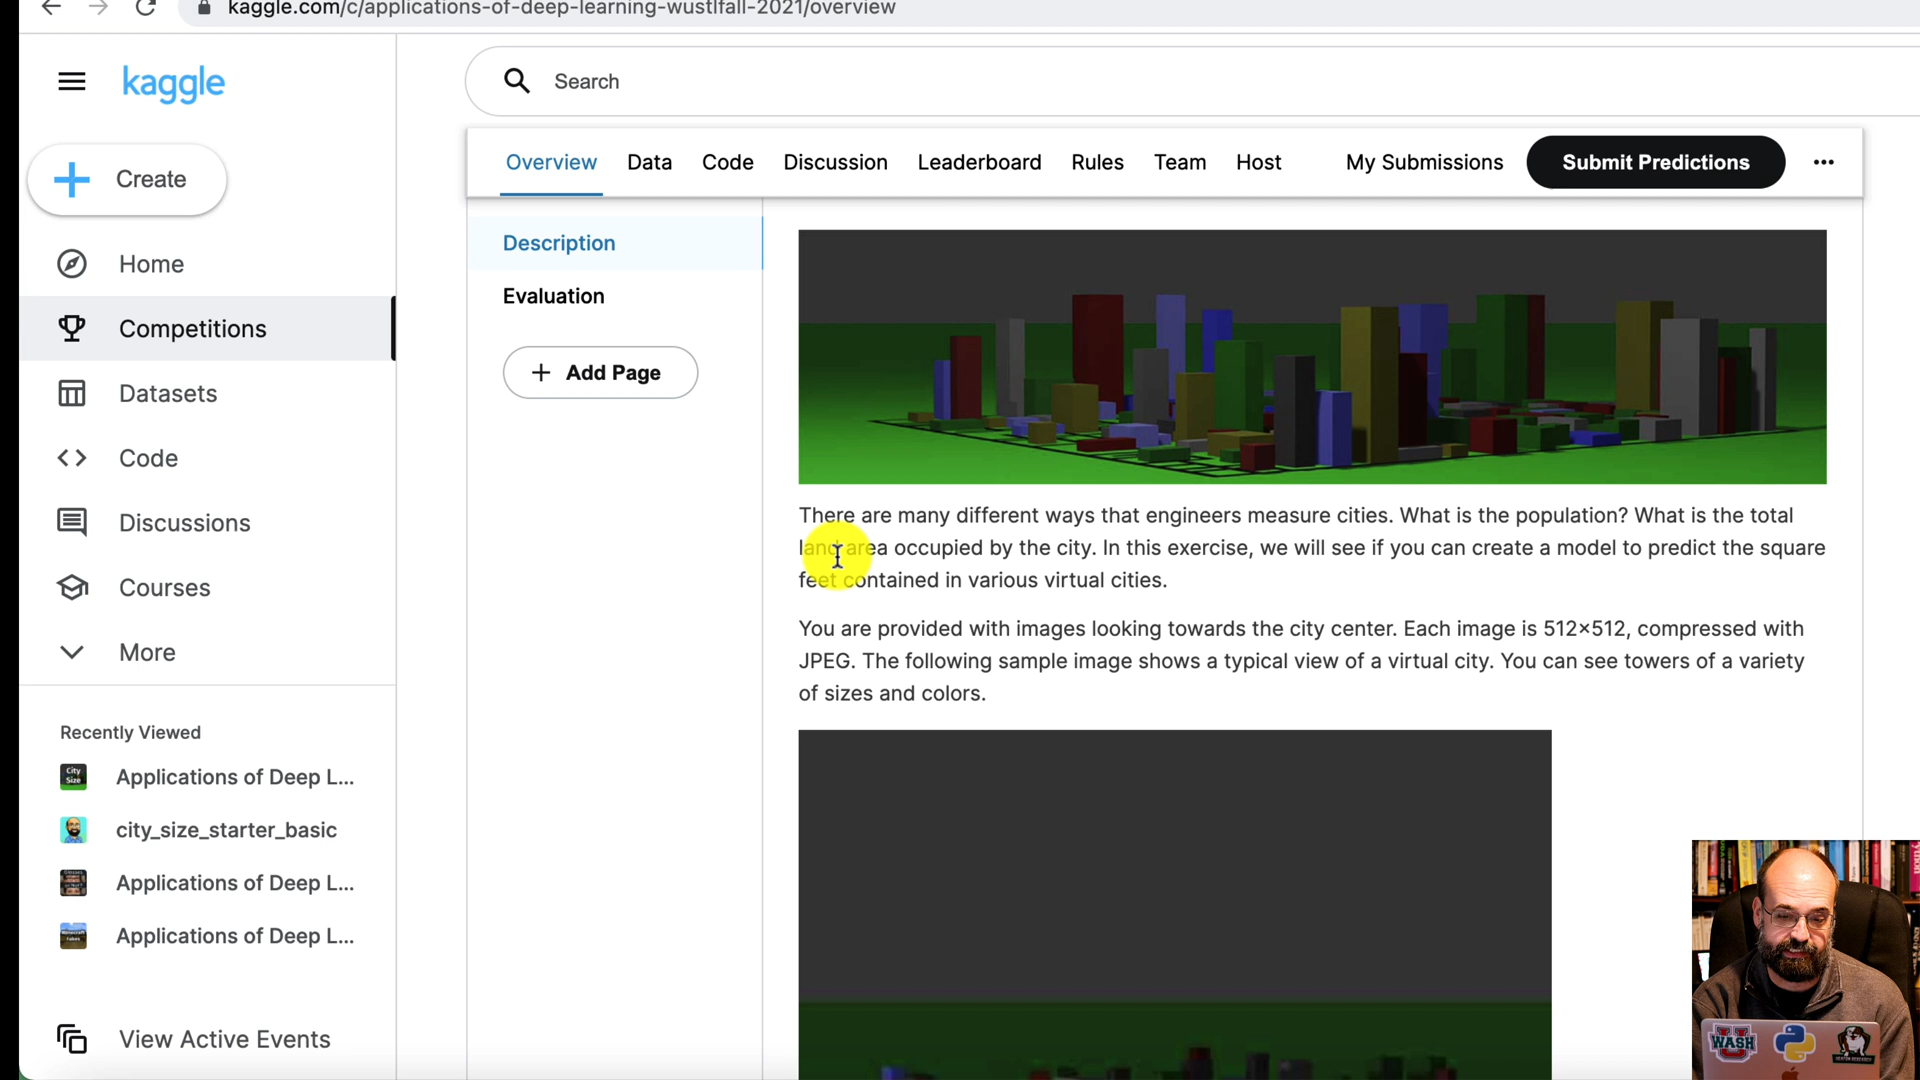 kaggle.com/c/applications-of-deep-learning-wustlfall-2021/overview
kaggle
Search
Create
Overview Data Code Discussion Leaderboard Rules Team Host My Submissions Submit Predictions
Home
Competitions
Datasets
Code
Discussions
Courses
More
Recently Viewed
City Size
Applications of Deep L...
city_size_starter_basic
Applications of Deep L...
Applications of Deep L...
View Active Events
Description
Evaluation
+ Add Page
There are many different ways that engineers measure cities. What is the population? What is the total
land area occupied by the city. In this exercise, we will see if you can create a model to predict the square
feet contained in various virtual cities.
You are provided with images looking towards the city center. Each image is 512×512, compressed with
JPEG. The following sample image shows a typical view of a virtual city. You can see towers of a variety
of sizes and colors.
WASH